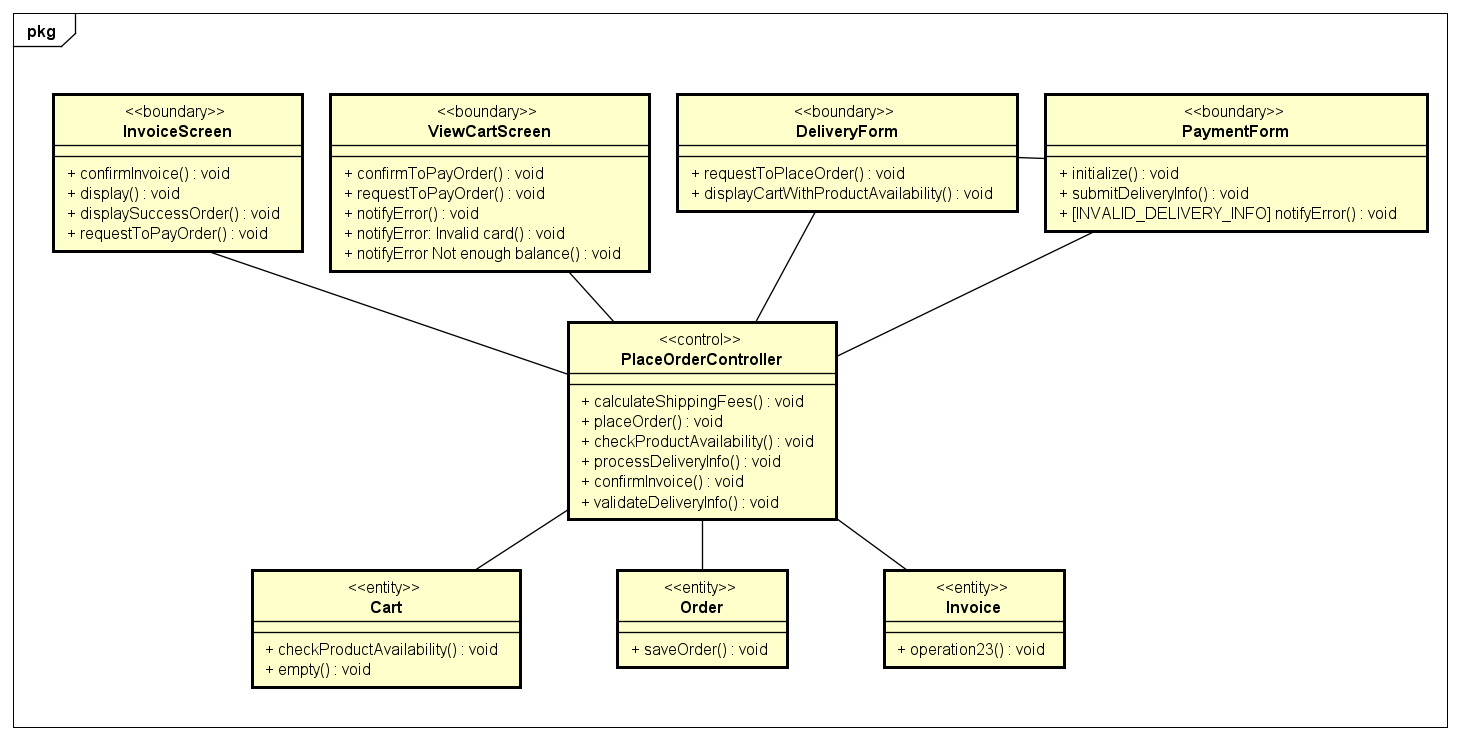 pkg
<<boundary>>
InvoiceScreen
+ confirmInvoice() : void
+ display() : void
+ displaySuccessOrder() : void
+ requestToPayOrder() : void
<<boundary>>
ViewCartScreen
+ confirmToPayOrder() : void
+ requestToPayOrder() : void
+ notifyError() : void
+ notifyError: Invalid card() : void
+ notifyError Not enough balance() : void
<<boundary>>
DeliveryForm
+ requestToPlaceOrder() : void
+ displayCartWithProductAvailability() : void
<<boundary>>
PaymentForm
+ initialize() : void
+ submitDeliveryInfo() : void
+ [INVALID_DELIVERY_INFO] notifyError() : void
<<control>>
PlaceOrderController
+ calculateShippingFees() : void
+ placeOrder() : void
+ checkProductAvailability() : void
+ processDeliveryInfo() : void
+ confirmInvoice() : void
+ validateDeliveryInfo() : void
<<entity>>
Cart
+ checkProductAvailability() : void
+ empty() : void
<<entity>>
Order
+ saveOrder() : void
<<entity>>
Invoice
+ operation23() : void